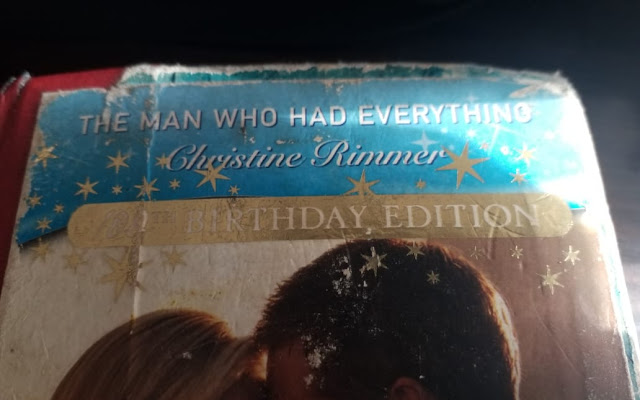 THE MAN WHO HAD EVERYTHING
Christine Rimmer
BIRTHDAY EDITION